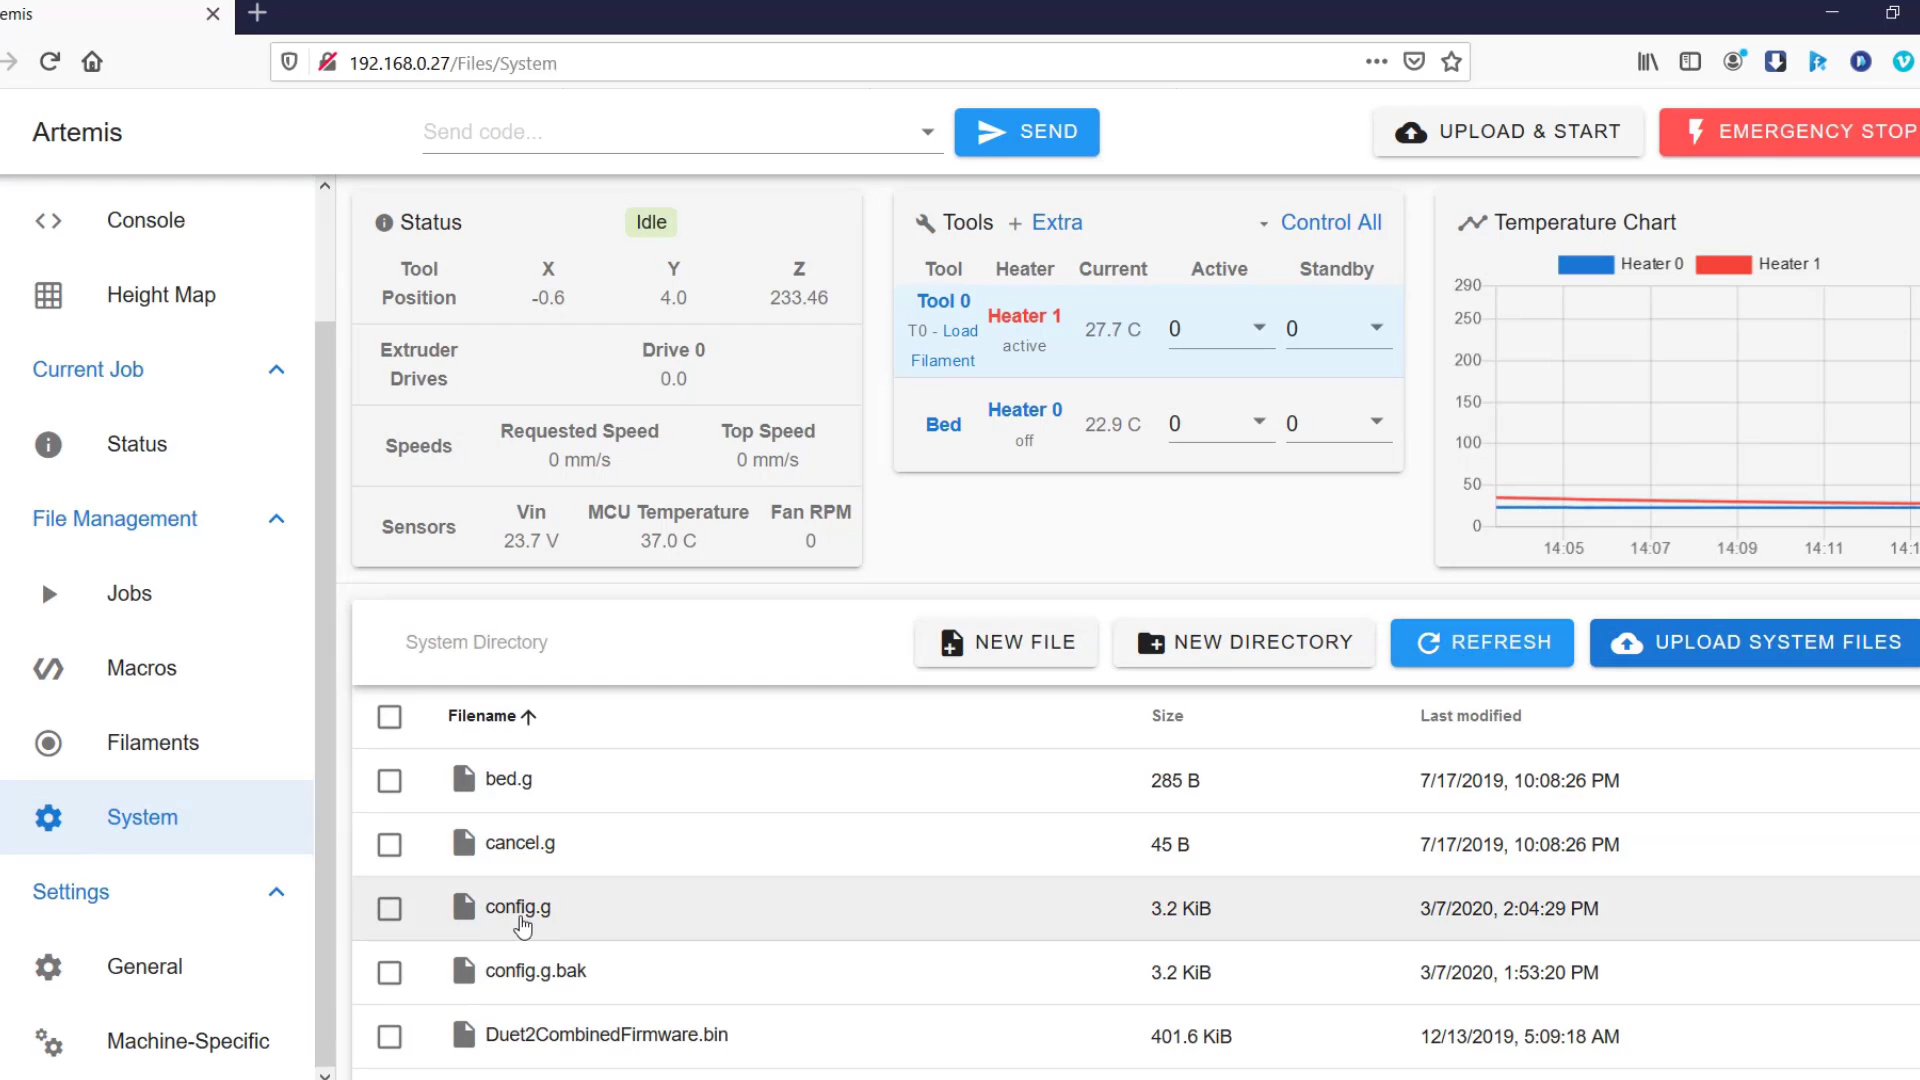 emis
192.168.0.27/Files/System
Artemis
Send code...
SEND
UPLOAD & START
EMERGENCY STOP
Console
Height Map
Current Job
Status
File Management
Jobs
Macros
Filaments
System
Settings
General
Machine-Specific
Status
Idle
Tool Position
X
Y
Z
-0.6
4.0
233.46
Extruder Drives
Drive 0
0.0
Speeds
Requested Speed
Top Speed
0 mm/s
0 mm/s
Sensors
Vin
MCU Temperature
Fan RPM
23.7 V
37.0 C
0
Tools + Extra
Control All
Tool Heater Current Active Standby
Tool 0
T0 - Load
Filament
Heater 1
active
27.7 C
0
0
Bed
Heater 0
off
22.9 C
0
0
Temperature Chart
Heater 0
Heater 1
290
250
200
150
100
50
0
14:05 14:07 14:09 14:11 14:1
System Directory
NEW FILE
NEW DIRECTORY
REFRESH
UPLOAD SYSTEM FILES
Filename Size Last modified
bed.g 285 B 7/17/2019, 10:08:26 PM
cancel.g 45 B 7/17/2019, 10:08:26 PM
config.g 3.2 KiB 3/7/2020, 2:04:29 PM
config.g.bak 3.2 KiB 3/7/2020, 1:53:20 PM
Duet2CombinedFirmware.bin 401.6 KiB 12/13/2019, 5:09:18 AM